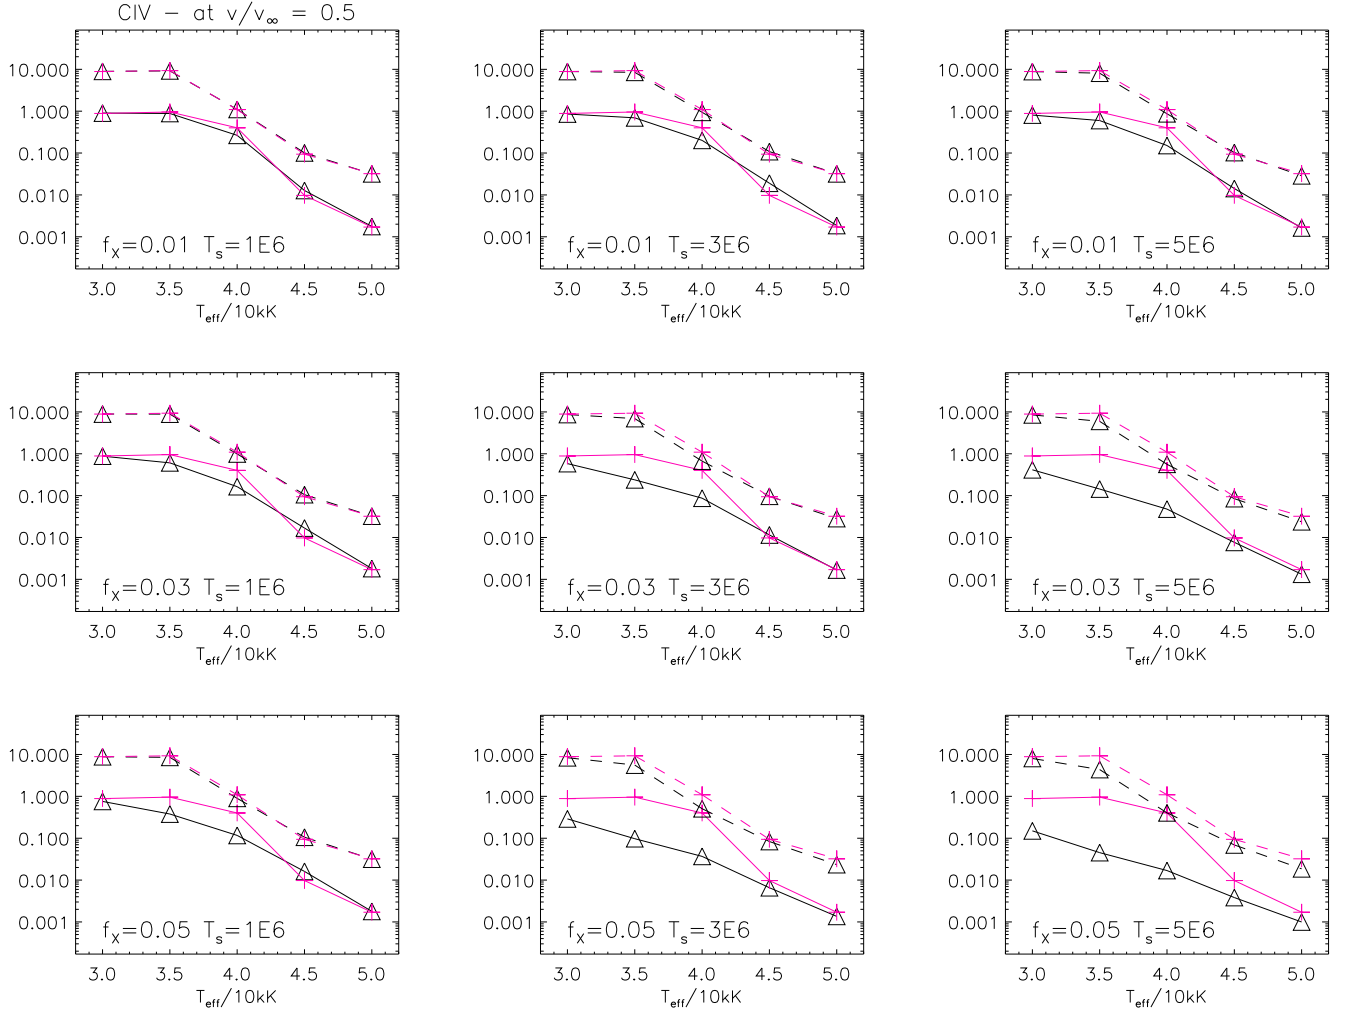 CIV − at v/v∞ = 0.5
10.000 10.000 10.000
1.000 1.000 1.000
0.100 0.100 0.100
0.010 0.010 0.010
0.001 0.001 0.001
fX=0.01 Ts=1E6 fX=0.01 Ts=3E6 fX=0.01 Ts=5E6
3.0 3.5 4.0 4.5 5.0 3.0 3.5 4.0 4.5 5.0 3.0 3.5 4.0 4.5 5.0
Teff/10kK Teff/10kK Teff/10kK
10.000 10.000 10.000
1.000 1.000 1.000
0.100 0.100 0.100
0.010 0.010 0.010
0.001 0.001 0.001
fX=0.03 Ts=1E6 fX=0.03 Ts=3E6 fX=0.03 Ts=5E6
3.0 3.5 4.0 4.5 5.0 3.0 3.5 4.0 4.5 5.0 3.0 3.5 4.0 4.5 5.0
Teff/10kK Teff/10kK Teff/10kK
10.000 10.000 10.000
1.000 1.000 1.000
0.100 0.100 0.100
0.010 0.010 0.010
0.001 0.001 0.001
fX=0.05 Ts=1E6 fX=0.05 Ts=3E6 fX=0.05 Ts=5E6
3.0 3.5 4.0 4.5 5.0 3.0 3.5 4.0 4.5 5.0 3.0 3.5 4.0 4.5 5.0
Teff/10kK Teff/10kK Teff/10kK